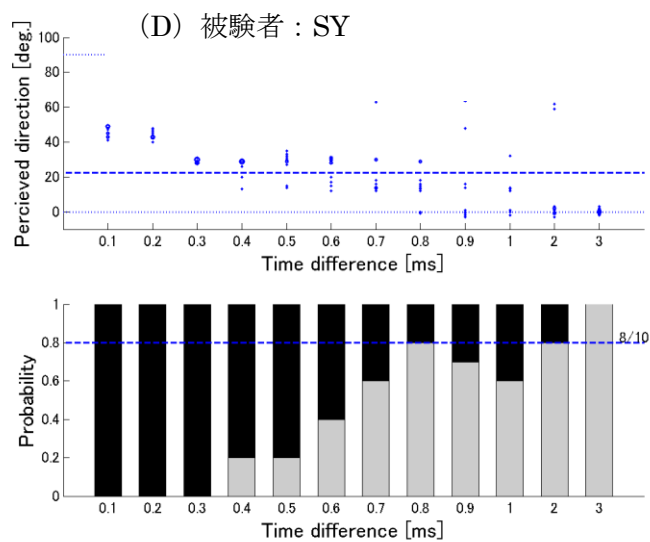 (D) 被験者：SY
Percieved direction [deg.]
100
80
60
40
20
0
0.1 0.2 0.3 0.4 0.5 0.6 0.7 0.8 0.9 1 2 3
Time difference [ms]
Probability
1
0.8
0.6
0.4
0.2
0
8/10
0.1 0.2 0.3 0.4 0.5 0.6 0.7 0.8 0.9 1 2 3
Time difference [ms]